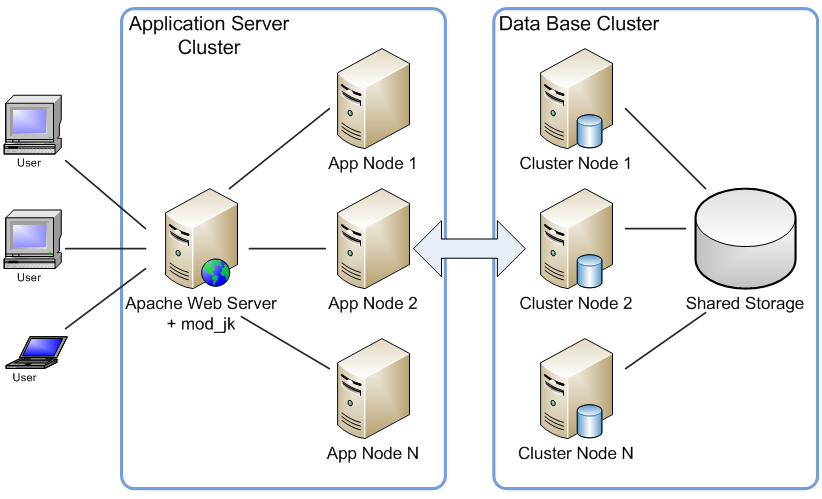 Application Server
Cluster
Data Base Cluster
User
User
User
Apache Web Server
+ mod_jk
App Node 1
App Node 2
App Node N
Cluster Node 1
Cluster Node 2
Cluster Node N
Shared Storage